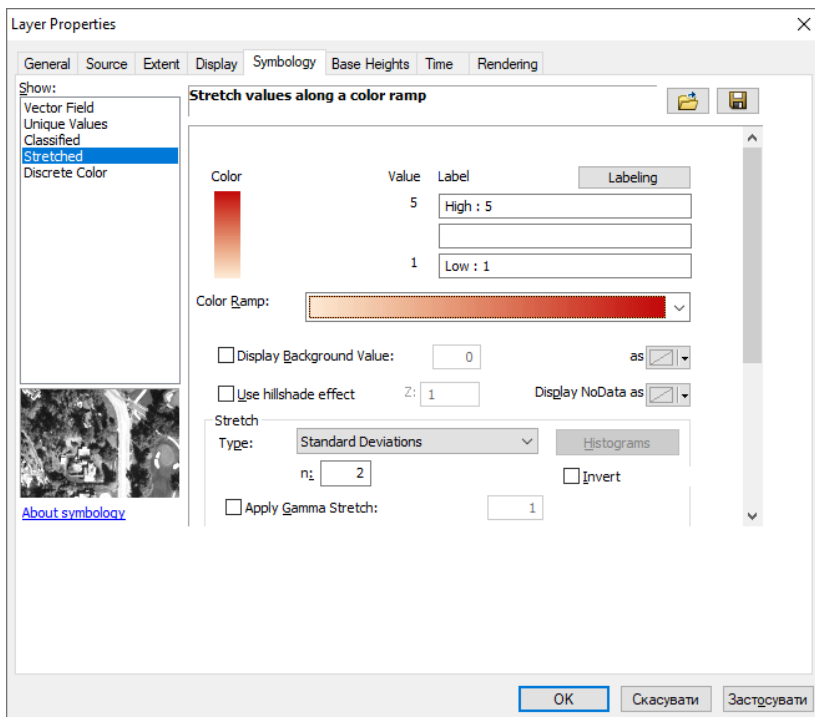 Layer Properties
General Source Extent Display Symbology Base Heights Time Rendering
Show:
Vector Field
Unique Values
Classified
Stretched
Discrete Color
About symbology
Stretch values along a color ramp
Color Value Label Labeling
5 High : 5
1 Low : 1
Color Ramp:
Display Background Value: 0 as
Use hillshade effect Z: 1 Display NoData as
Stretch
Type: Standard Deviations Histograms
n: 2 Invert
Apply Gamma Stretch: 1
OK Скасувати Застосувати